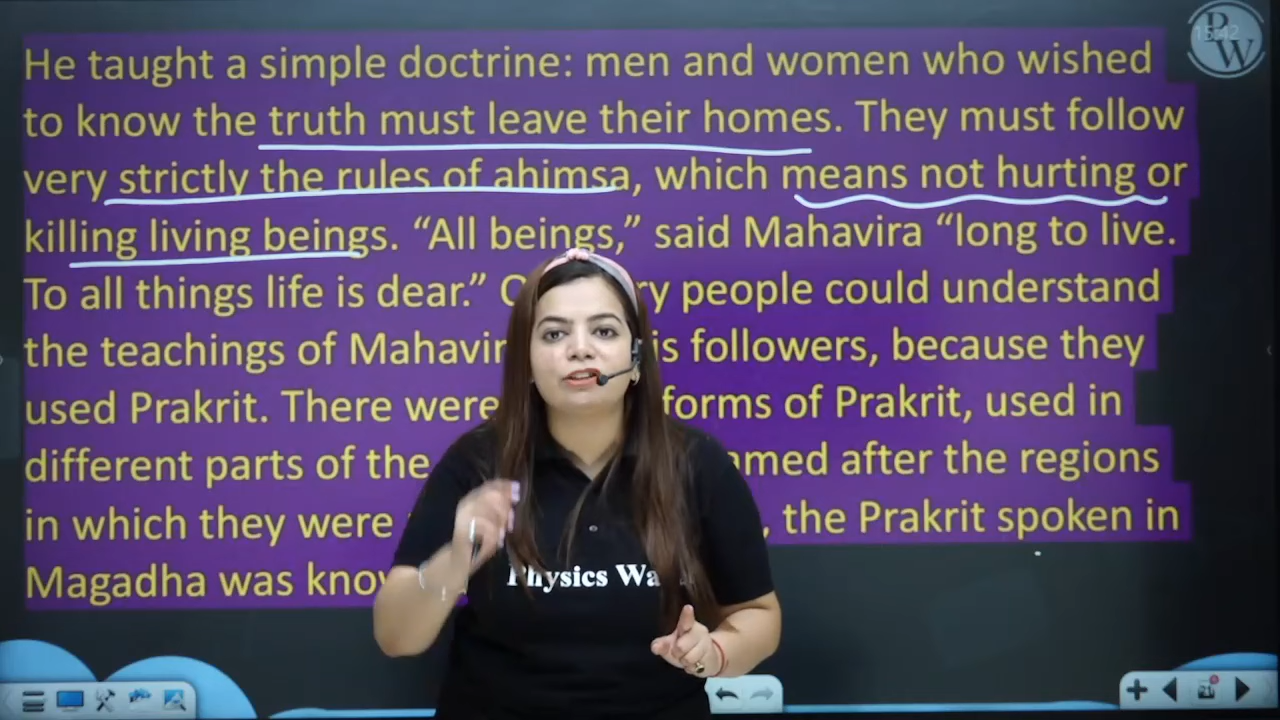 He taught a simple doctrine: men and women who wished
to know the truth must leave their homes. They must follow
very strictly the rules of ahimsa, which means not hurting or
killing living beings. “All beings,” said Mahavira “long to live.
To all things life is dear.” ry people could understand
the teachings of is followers, because they
used Prakrit. There were forms of Prakrit, used in
different parts of the after the regions
in which they were , the Prakrit spoken in
Magadha was
Physics
PW
15:42
21